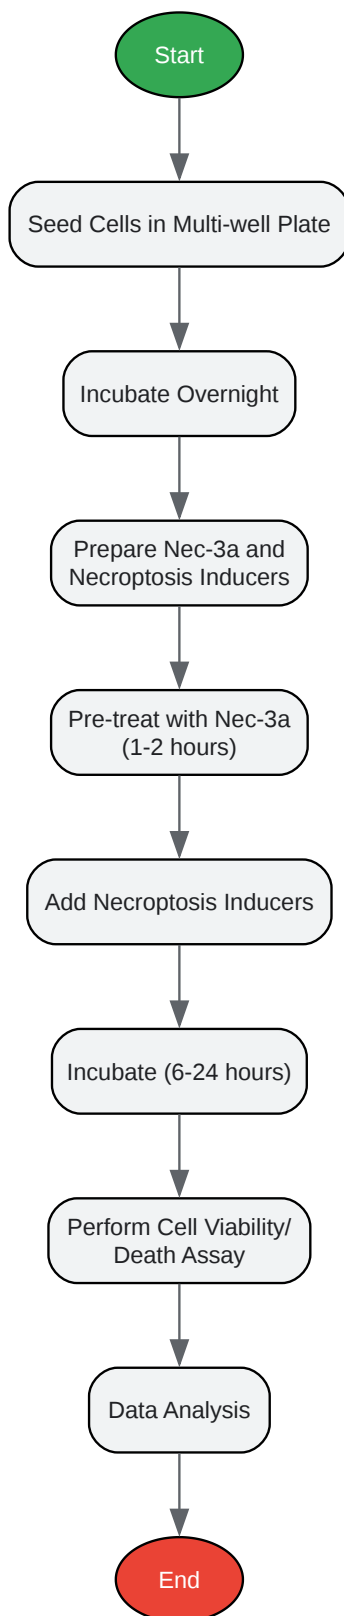 Start
Seed Cells in Multi-well Plate
Incubate Overnight
Prepare Nec-3a and
Necroptosis Inducers
Pre-treat with Nec-3a
(1-2 hours)
Add Necroptosis Inducers
Incubate (6-24 hours)
Perform Cell Viability/
Death Assay
Data Analysis
End